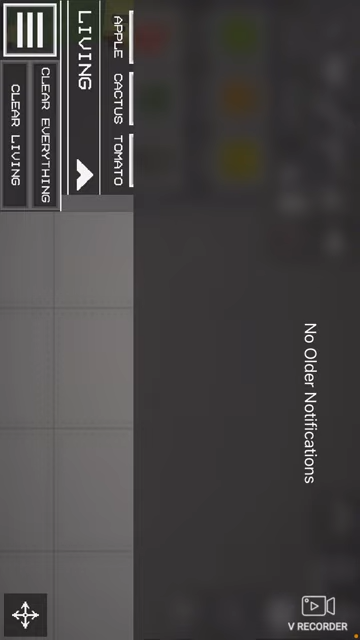 CLEAR EVERYTHING
CLEAR LIVING
LIVING
APPLE
CACTUS
TOMATO
No Older Notifications
V RECORDER